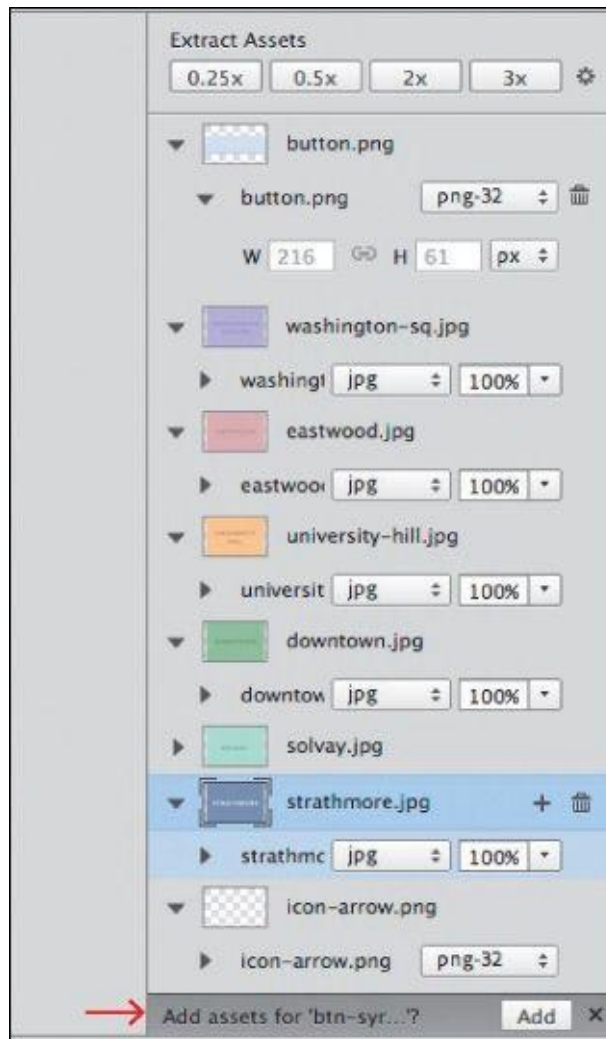 Extract Assets
0.25x 0.5x 2x 3x
button.png
button.png png-32
W 216 H 61 px
washington-sq.jpg
washingt jpg 100%
eastwood.jpg
eastwoo jpg 100%
university-hill.jpg
universit jpg 100%
downtown.jpg
downtow jpg 100%
solvay.jpg
STRATHMORE strathmore.jpg
strathmc jpg 100%
icon-arrow.png
icon-arrow.png png-32
Add assets for 'btn-syr...'? Add